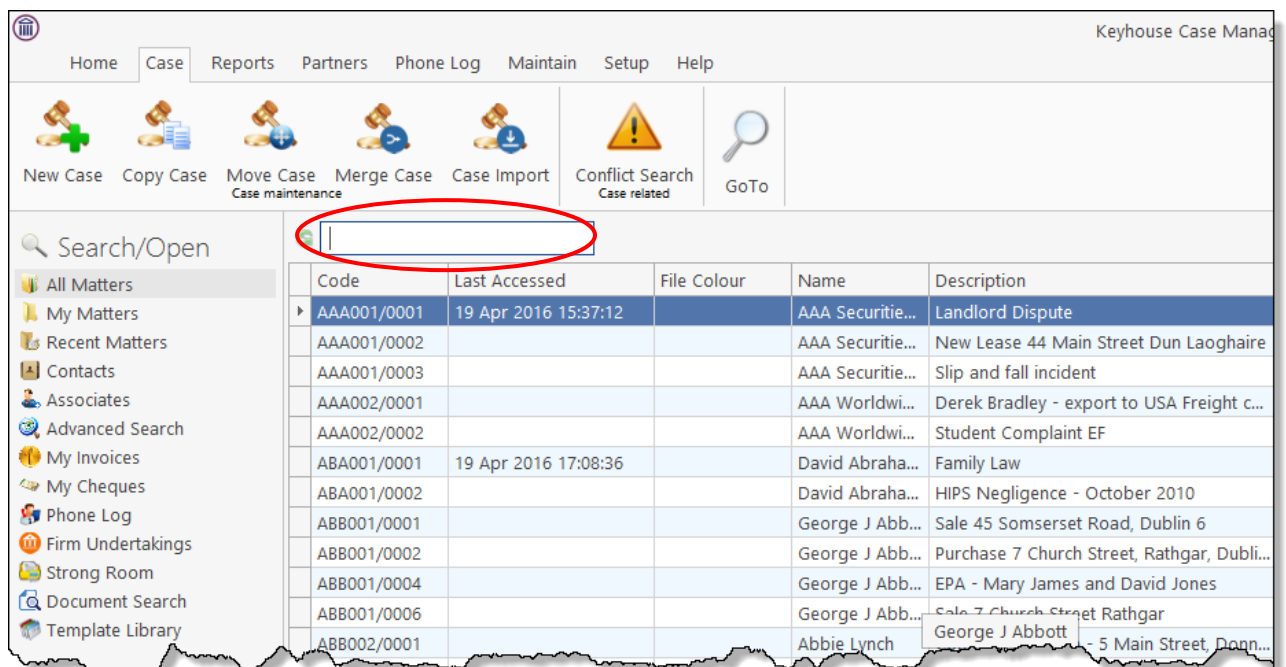 Keyhouse Case Manag
Home Case Reports Partners Phone Log Maintain Setup Help
New Case Copy Case Move Case Merge Case Case Import Conflict Search GoTo
Case maintenance Case related
Search/Open
All Matters
My Matters
Recent Matters
Contacts
Associates
Advanced Search
My Invoices
My Cheques
Phone Log
Firm Undertakings
Strong Room
Document Search
Template Library
Code Last Accessed File Colour Name Description
AAA001/0001 19 Apr 2016 15:37:12 AAA Securitie... Landlord Dispute
AAA001/0002 AAA Securitie... New Lease 44 Main Street Dun Laoghaire
AAA001/0003 AAA Securitie... Slip and fall incident
AAA002/0001 AAA Worldwi... Derek Bradley - export to USA Freight c...
AAA002/0002 AAA Worldwi... Student Complaint EF
ABA001/0001 19 Apr 2016 17:08:36 David Abraha... Family Law
ABA001/0002 David Abraha... HIPS Negligence - October 2010
ABB001/0001 George J Abb... Sale 45 Somserset Road, Dublin 6
ABB001/0002 George J Abb... Purchase 7 Church Street, Rathgar, Dubli...
ABB001/0004 George J Abb... EPA - Mary James and David Jones
ABB001/0006 George J Abb... Sale 7 Church Street Rathgar
George J Abbott
ABB002/0001 Abbie Lynch - 5 Main Street, Donn...